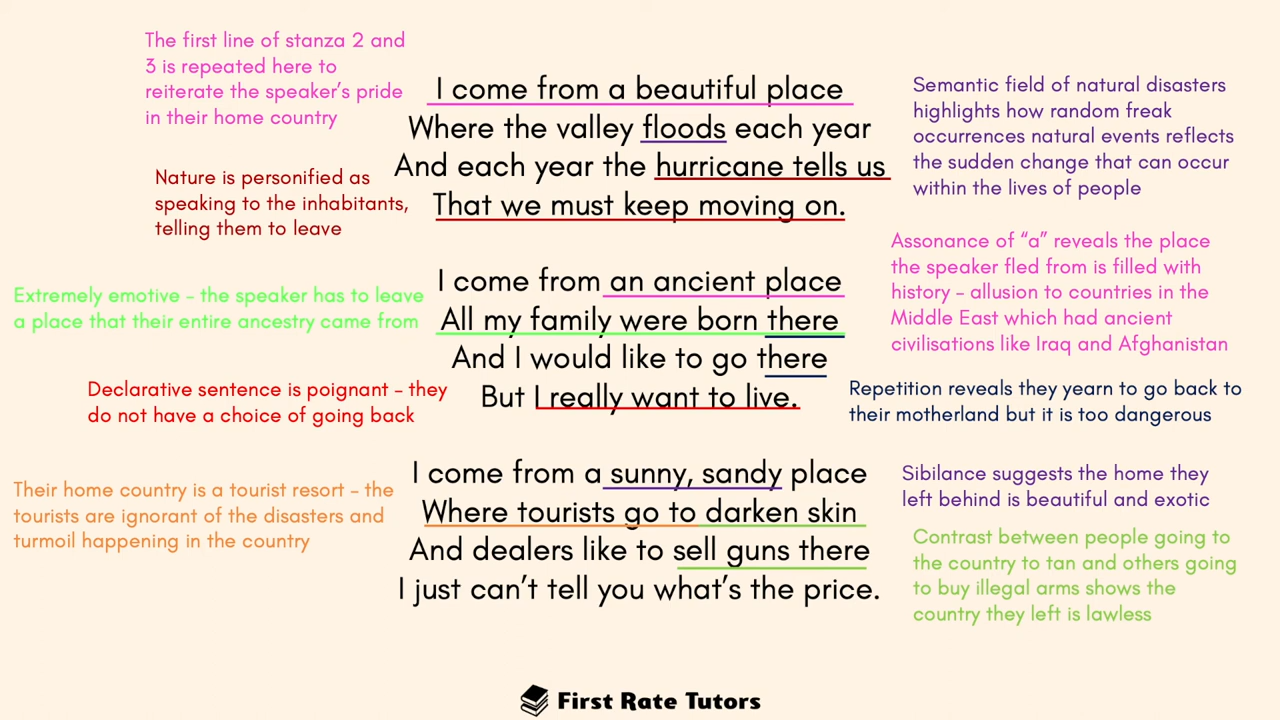 The first line of stanza 2 and
3 is repeated here to
reiterate the speaker's pride
in their home country
Nature is personified as
speaking to the inhabitants,
telling them to leave
Extremely emotive - the speaker has to leave
a place that their entire ancestry came from
Declarative sentence is poignant - they
do not have a choice of going back
Their home country is a tourist resort - the
tourists are ignorant of the disasters and
turmoil happening in the country
I come from a beautiful place
Where the valley floods each year
And each year the hurricane tells us
That we must keep moving on.
I come from an ancient place
All my family were born there
And I would like to go there
But I really want to live.
I come from a sunny, sandy place
Where tourists go to darken skin
And dealers like to sell guns there
I just can't tell you what's the price.
Semantic field of natural disasters
highlights how random freak
occurrences natural events reflects
the sudden change that can occur
within the lives of people
Assonance of "a" reveals the place
the speaker fled from is filled with
history - allusion to countries in the
Middle East which had ancient
civilisations like Iraq and Afghanistan
Repetition reveals they yearn to go back to
their motherland but it is too dangerous
Sibilance suggests the home they
left behind is beautiful and exotic
Contrast between people going to
the country to tan and others going
to buy illegal arms shows the
country they left is lawless
First Rate Tutors